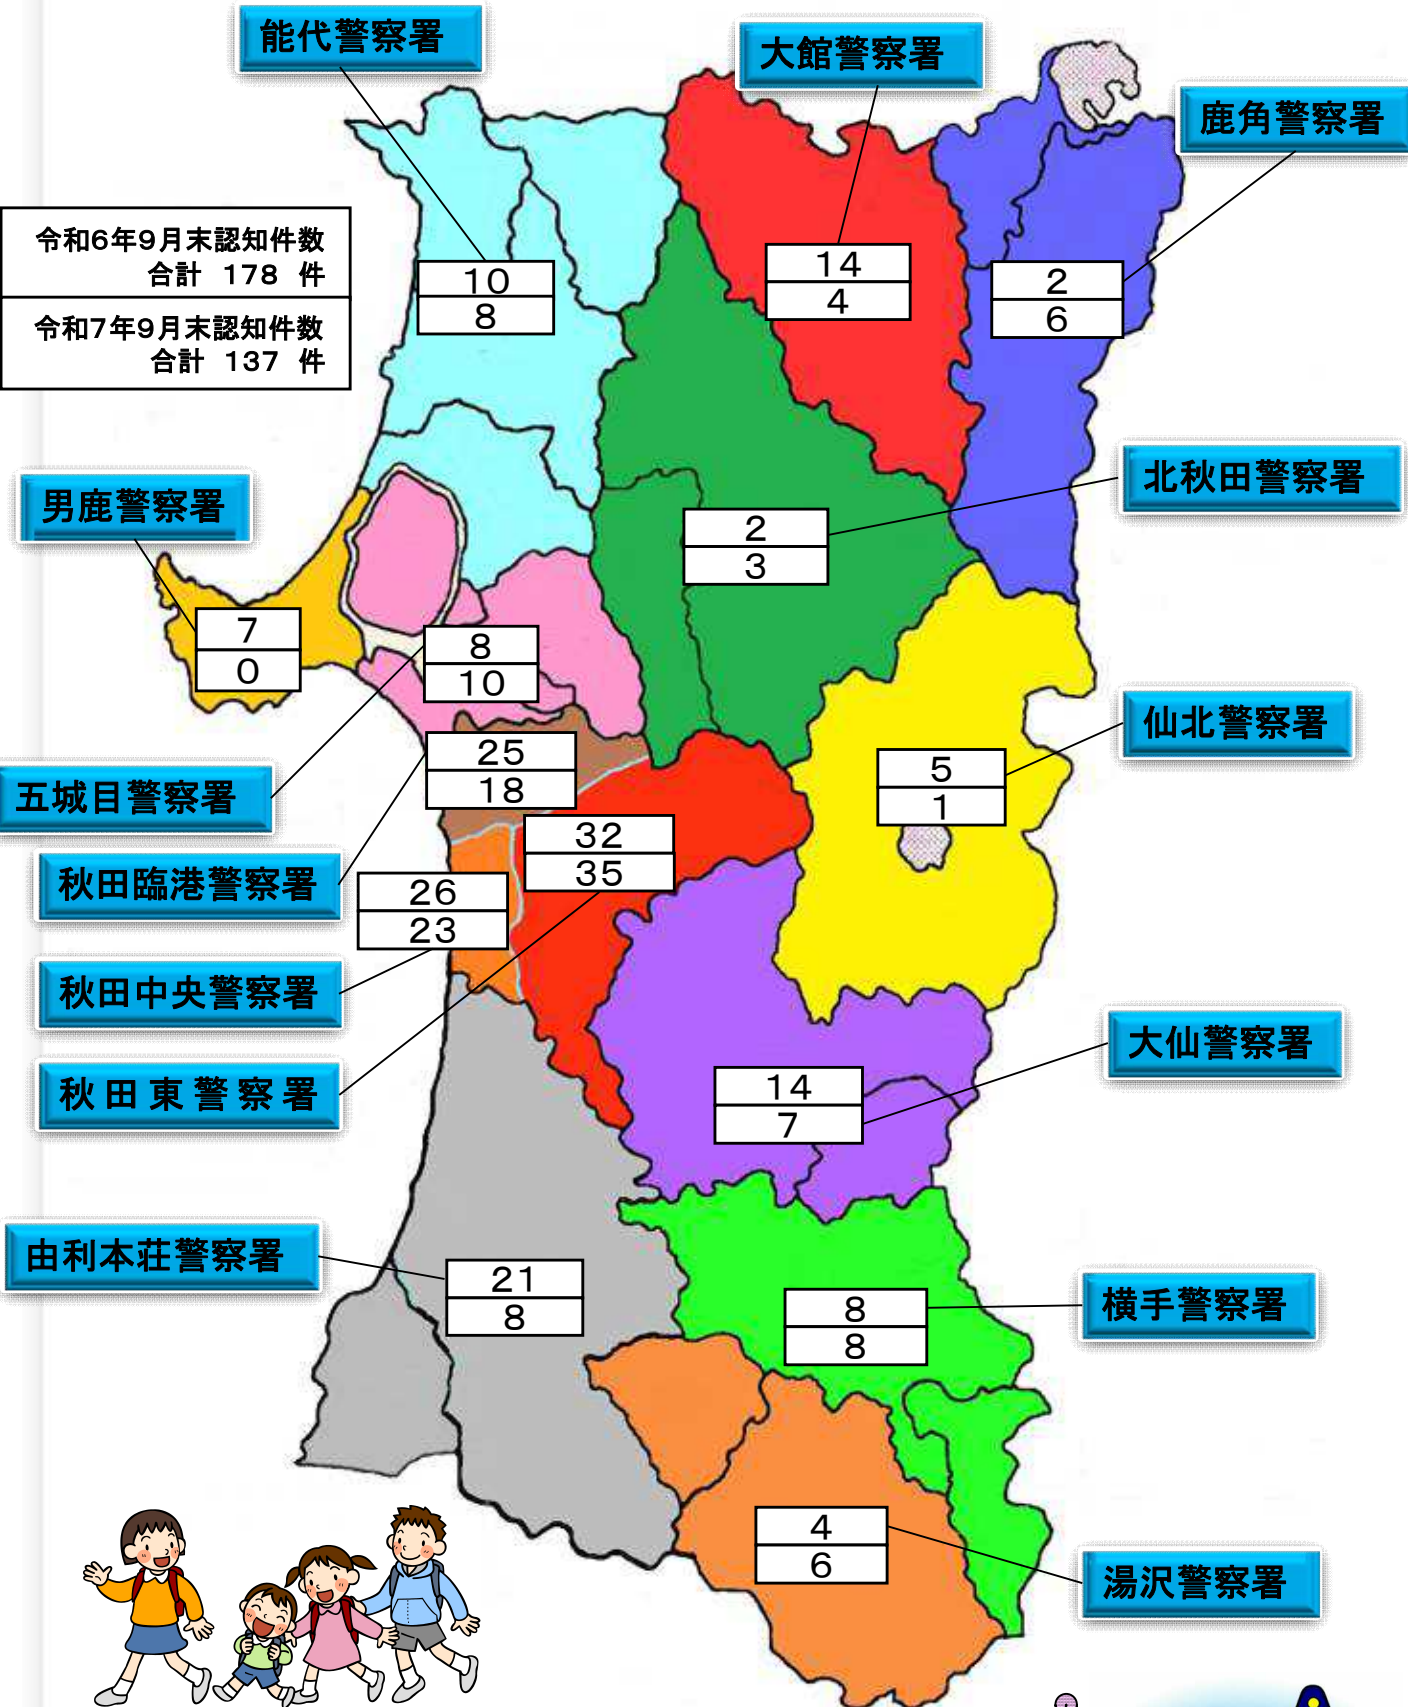 能代警察署
大館警察署
鹿角警察署
令和6年9月末認知件数
合計 178 件
令和7年9月末認知件数
合計 137 件
10
8
14
4
2
6
男鹿警察署
北秋田警察署
2
3
7
0
8
10
仙北警察署
五城目警察署
25
18
5
1
秋田臨港警察署
32
35
26
23
秋田中央警察署
大仙警察署
秋田東警察署
14
7
由利本荘警察署
21
8
横手警察署
8
8
4
6
湯沢警察署